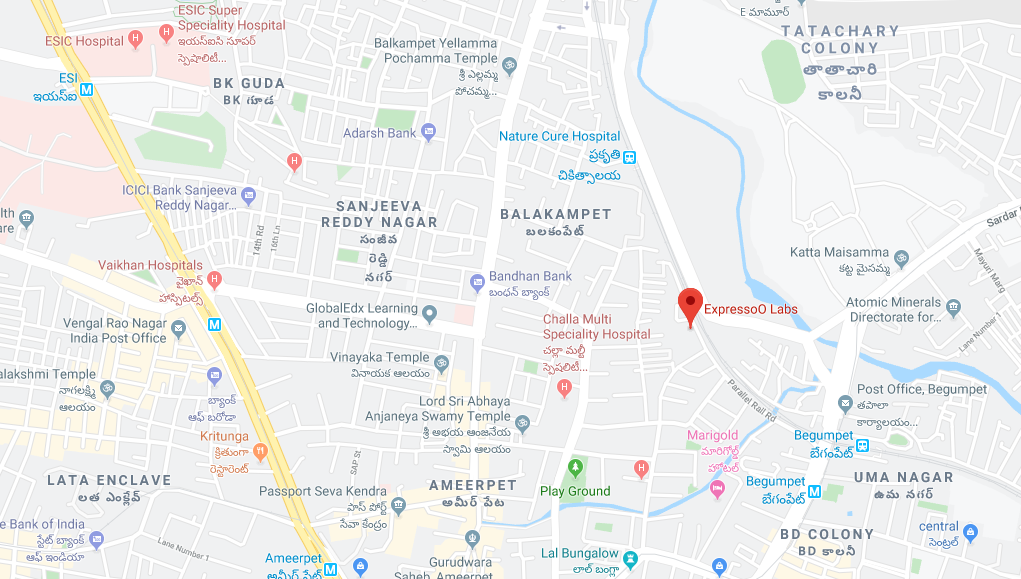 ESIC Super
Speciality Hospital
ఇయస్ఐసి సూపర్
స్పెషాలిటీ...
ESIC Hospital
E మామూర్
TATACHARY
COLONY
తాతాచారి
కాలనీ
Balkampet Yellamma
Pochamma Temple
శ్రీ ఎల్లమ్మ
పోచమ్మ...
ESI
ఇయస్ఐ
BK GUDA
BK గూడ
Adarsh Bank
Nature Cure Hospital
ప్రకృతి
చికిత్సాలయ
ICICI Bank Sanjeeva
Reddy Nagar...
SANJEEVA
REDDY NAGAR
సంజీవ
రెడ్డి
నగర్
BALAKAMPET
బలకంపేట్
14th Rd
16th Ln
Sardar
Katta Maisamma
కట్ట మైసమ్మ
Mayuri Marg
Vaikhan Hospitals
వైఖాన్
హాస్పిటల్స్
Bandhan Bank
బంధన్ బ్యాంక్
GlobalEdx Learning
and Technology...
ExpressoO Labs
Atomic Minerals
Directorate for...
Lane Number 1
Vengal Rao Nagar
India Post Office
Challa Multi
Speciality Hospital
చల్లా మల్టీ
స్పెషలిటీ...
Vinayaka Temple
వినాయక ఆలయం
alakshmi Temple
నాగలక్ష్మి
ఆలయం
బ్యాంక్
ఆఫ్ బరోడా
Lord Sri Abhaya
Anjaneya Swamy Temple
శ్రీ అభయ ఆంజనేయ
స్వామి ఆలయం
Parallel Rail Rd
Post Office, Begumpet
తపాలా
కార్యాలయం...
Kritunga
క్రితుంగా
రెస్టారెంట్
Marigold
మారిగోల్డ్
హోటల్
Begumpet
బేగంపేట్
SAP St
LATA ENCLAVE
లత ఎంక్లేవ్
AMEERPET
అమీర్ పేట
Play Ground
Begumpet
బేగంపేట్
UMA NAGAR
ఉమ నగర్
Passport Seva Kendra
పాస్ పోర్ట్
సేవా కేంద్రం
e Bank of India
స్టేట్ బ్యాంక్
ఆఫ్ ఇండియా
Lane Number 1
BD COLONY
BD కాలనీ
central
సెంట్రల్
Ameerpet
అమీర్ పేట్
Gurudwara
Saheb, Ameerpet
Lal Bungalow
లాల్ బంగ్లా